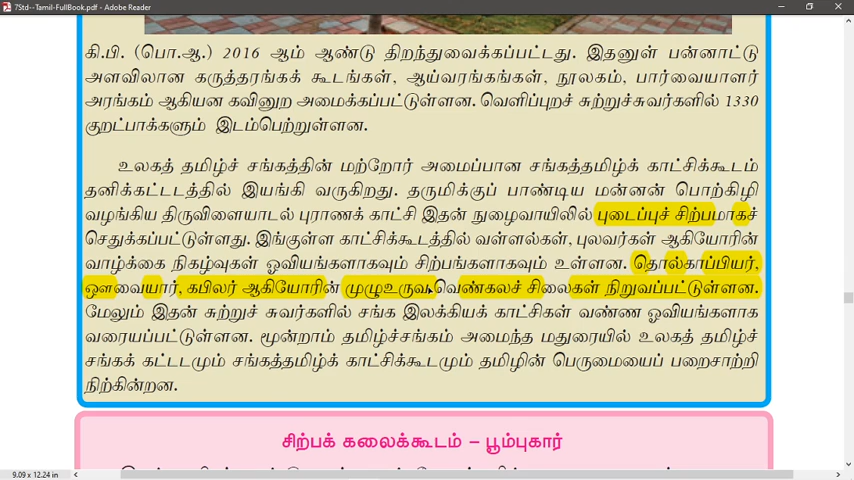 7Std--Tamil-FullBook.pdf - Adobe Reader
கி.பி. (பொ.ஆ.) 2016 ஆம் ஆண்டு திறந்துவைக்கப்பட்டது. இதனுள் பன்னாட்டு
அளவிலான கருத்தரங்கக் கூடங்கள், ஆய்வரங்கங்கள், நூலகம், பார்வையாளர்
அரங்கம் ஆகியன கவினுற அமைக்கப்பட்டுள்ளன. வெளிப்புறச் சுற்றுச்சுவர்களில் 1330
குறட்பாக்களும் இடம்பெற்றுள்ளன.
உலகத் தமிழ்ச் சங்கத்தின் மற்றோர் அமைப்பான சங்கத்தமிழ்க் காட்சிக்கூடம்
தனிக்கட்டடத்தில் இயங்கி வருகிறது. தருமிக்குப் பாண்டிய மன்னன் பொற்கிழி
வழங்கிய திருவிளையாடல் புராணக் காட்சி இதன் நுழைவாயிலில் புடைப்புச் சிற்பமாகச்
செதுக்கப்பட்டுள்ளது. இங்குள்ள காட்சிக்கூடத்தில் வள்ளல்கள், புலவர்கள் ஆகியோரின்
வாழ்க்கை நிகழ்வுகள் ஓவியங்களாகவும் சிற்பங்களாகவும் உள்ளன. தொல்காப்பியர்,
ஔவையார், கபிலர் ஆகியோரின் முழுஉருவ வெண்கலச் சிலைகள் நிறுவப்பட்டுள்ளன.
மேலும் இதன் சுற்றுச் சுவர்களில் சங்க இலக்கியக் காட்சிகள் வண்ண ஓவியங்களாக
வரையப்பட்டுள்ளன. மூன்றாம் தமிழ்ச்சங்கம் அமைந்த மதுரையில் உலகத் தமிழ்ச்
சங்கக் கட்டடமும் சங்கத்தமிழ்க் காட்சிக்கூடமும் தமிழின் பெருமையைப் பறைசாற்றி
நிற்கின்றன.
சிற்பக் கலைக்கூடம் – பூம்புகார்
9.09 x 12.24 in